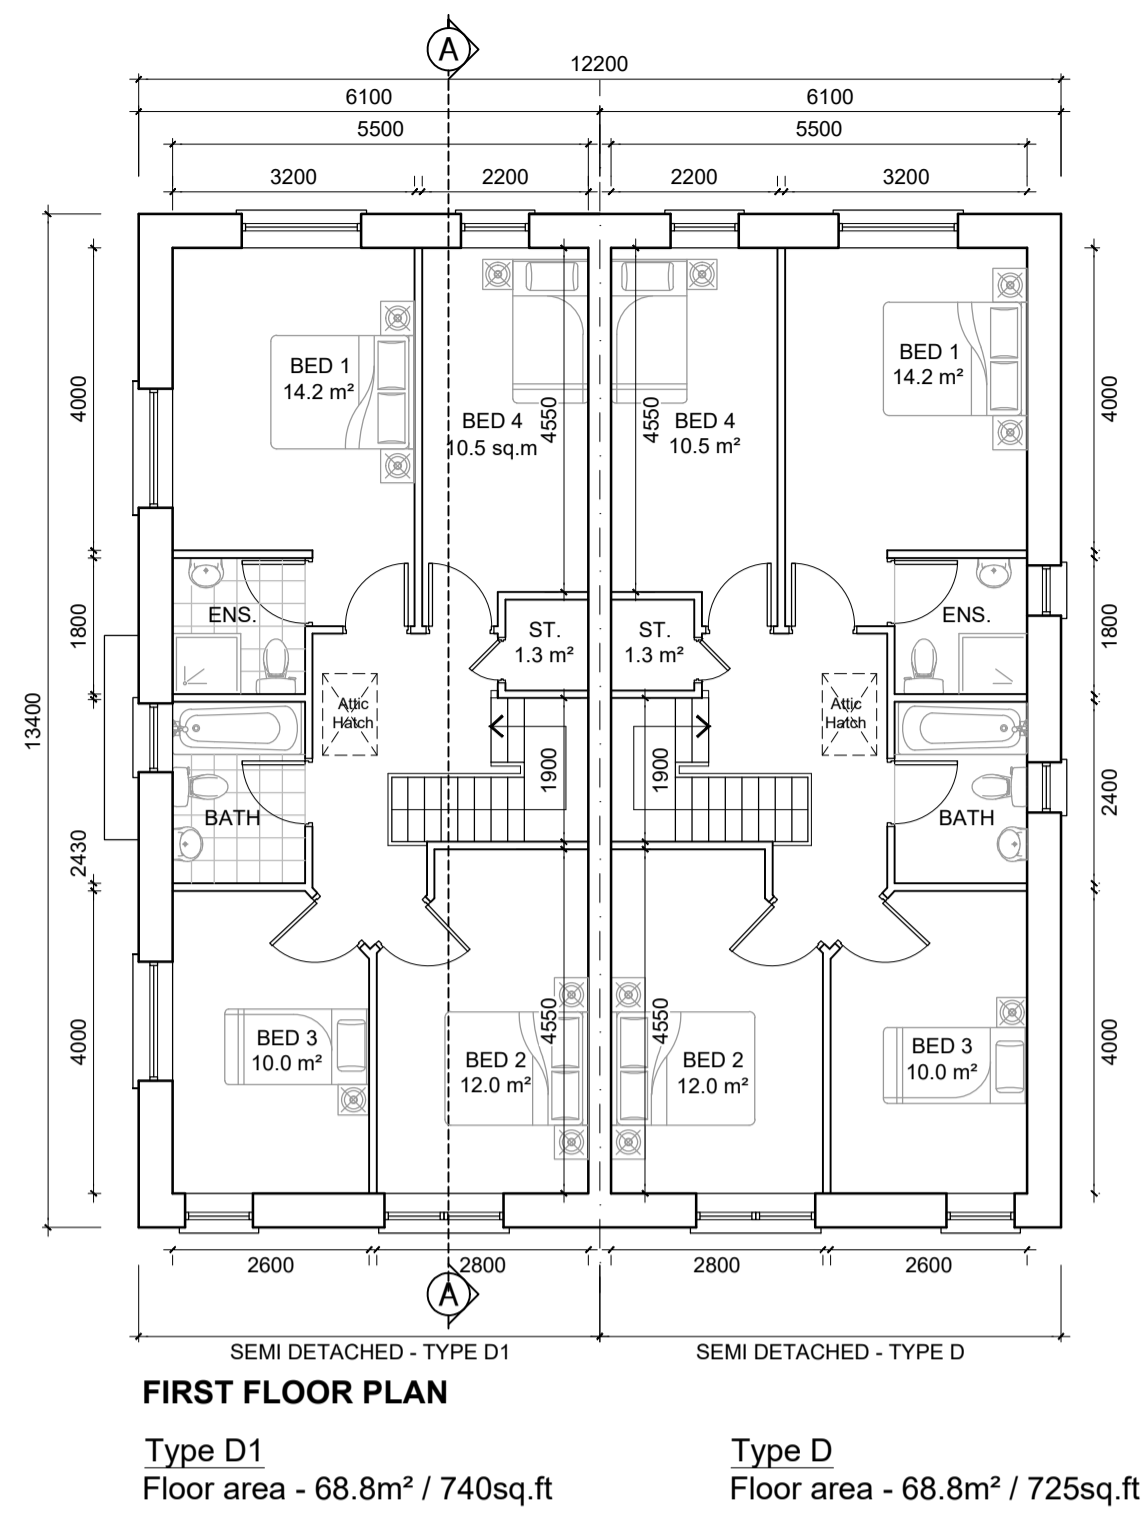 A
12200
6100 6100
5500 5500
3200 2200 2200 3200
13400
4000
1800
2430
4000
BED 1
14.2 m²
BED 4
10.5 sq.m
4550
4550
BED 4
10.5 m²
BED 1
14.2 m²
4000
1800
2400
4000
ENS.
ST.
1.3 m²
ST.
1.3 m²
ENS.
Attic
Hatch
Attic
Hatch
1900
1900
BATH
BATH
BED 3
10.0 m²
BED 2
12.0 m²
4550
4550
BED 2
12.0 m²
BED 3
10.0 m²
2600 2800 2800 2600
A
SEMI DETACHED - TYPE D1
SEMI DETACHED - TYPE D
FIRST FLOOR PLAN
Type D1
Floor area - 68.8m² / 740sq.ft
Type D
Floor area - 68.8m² / 725sq.ft